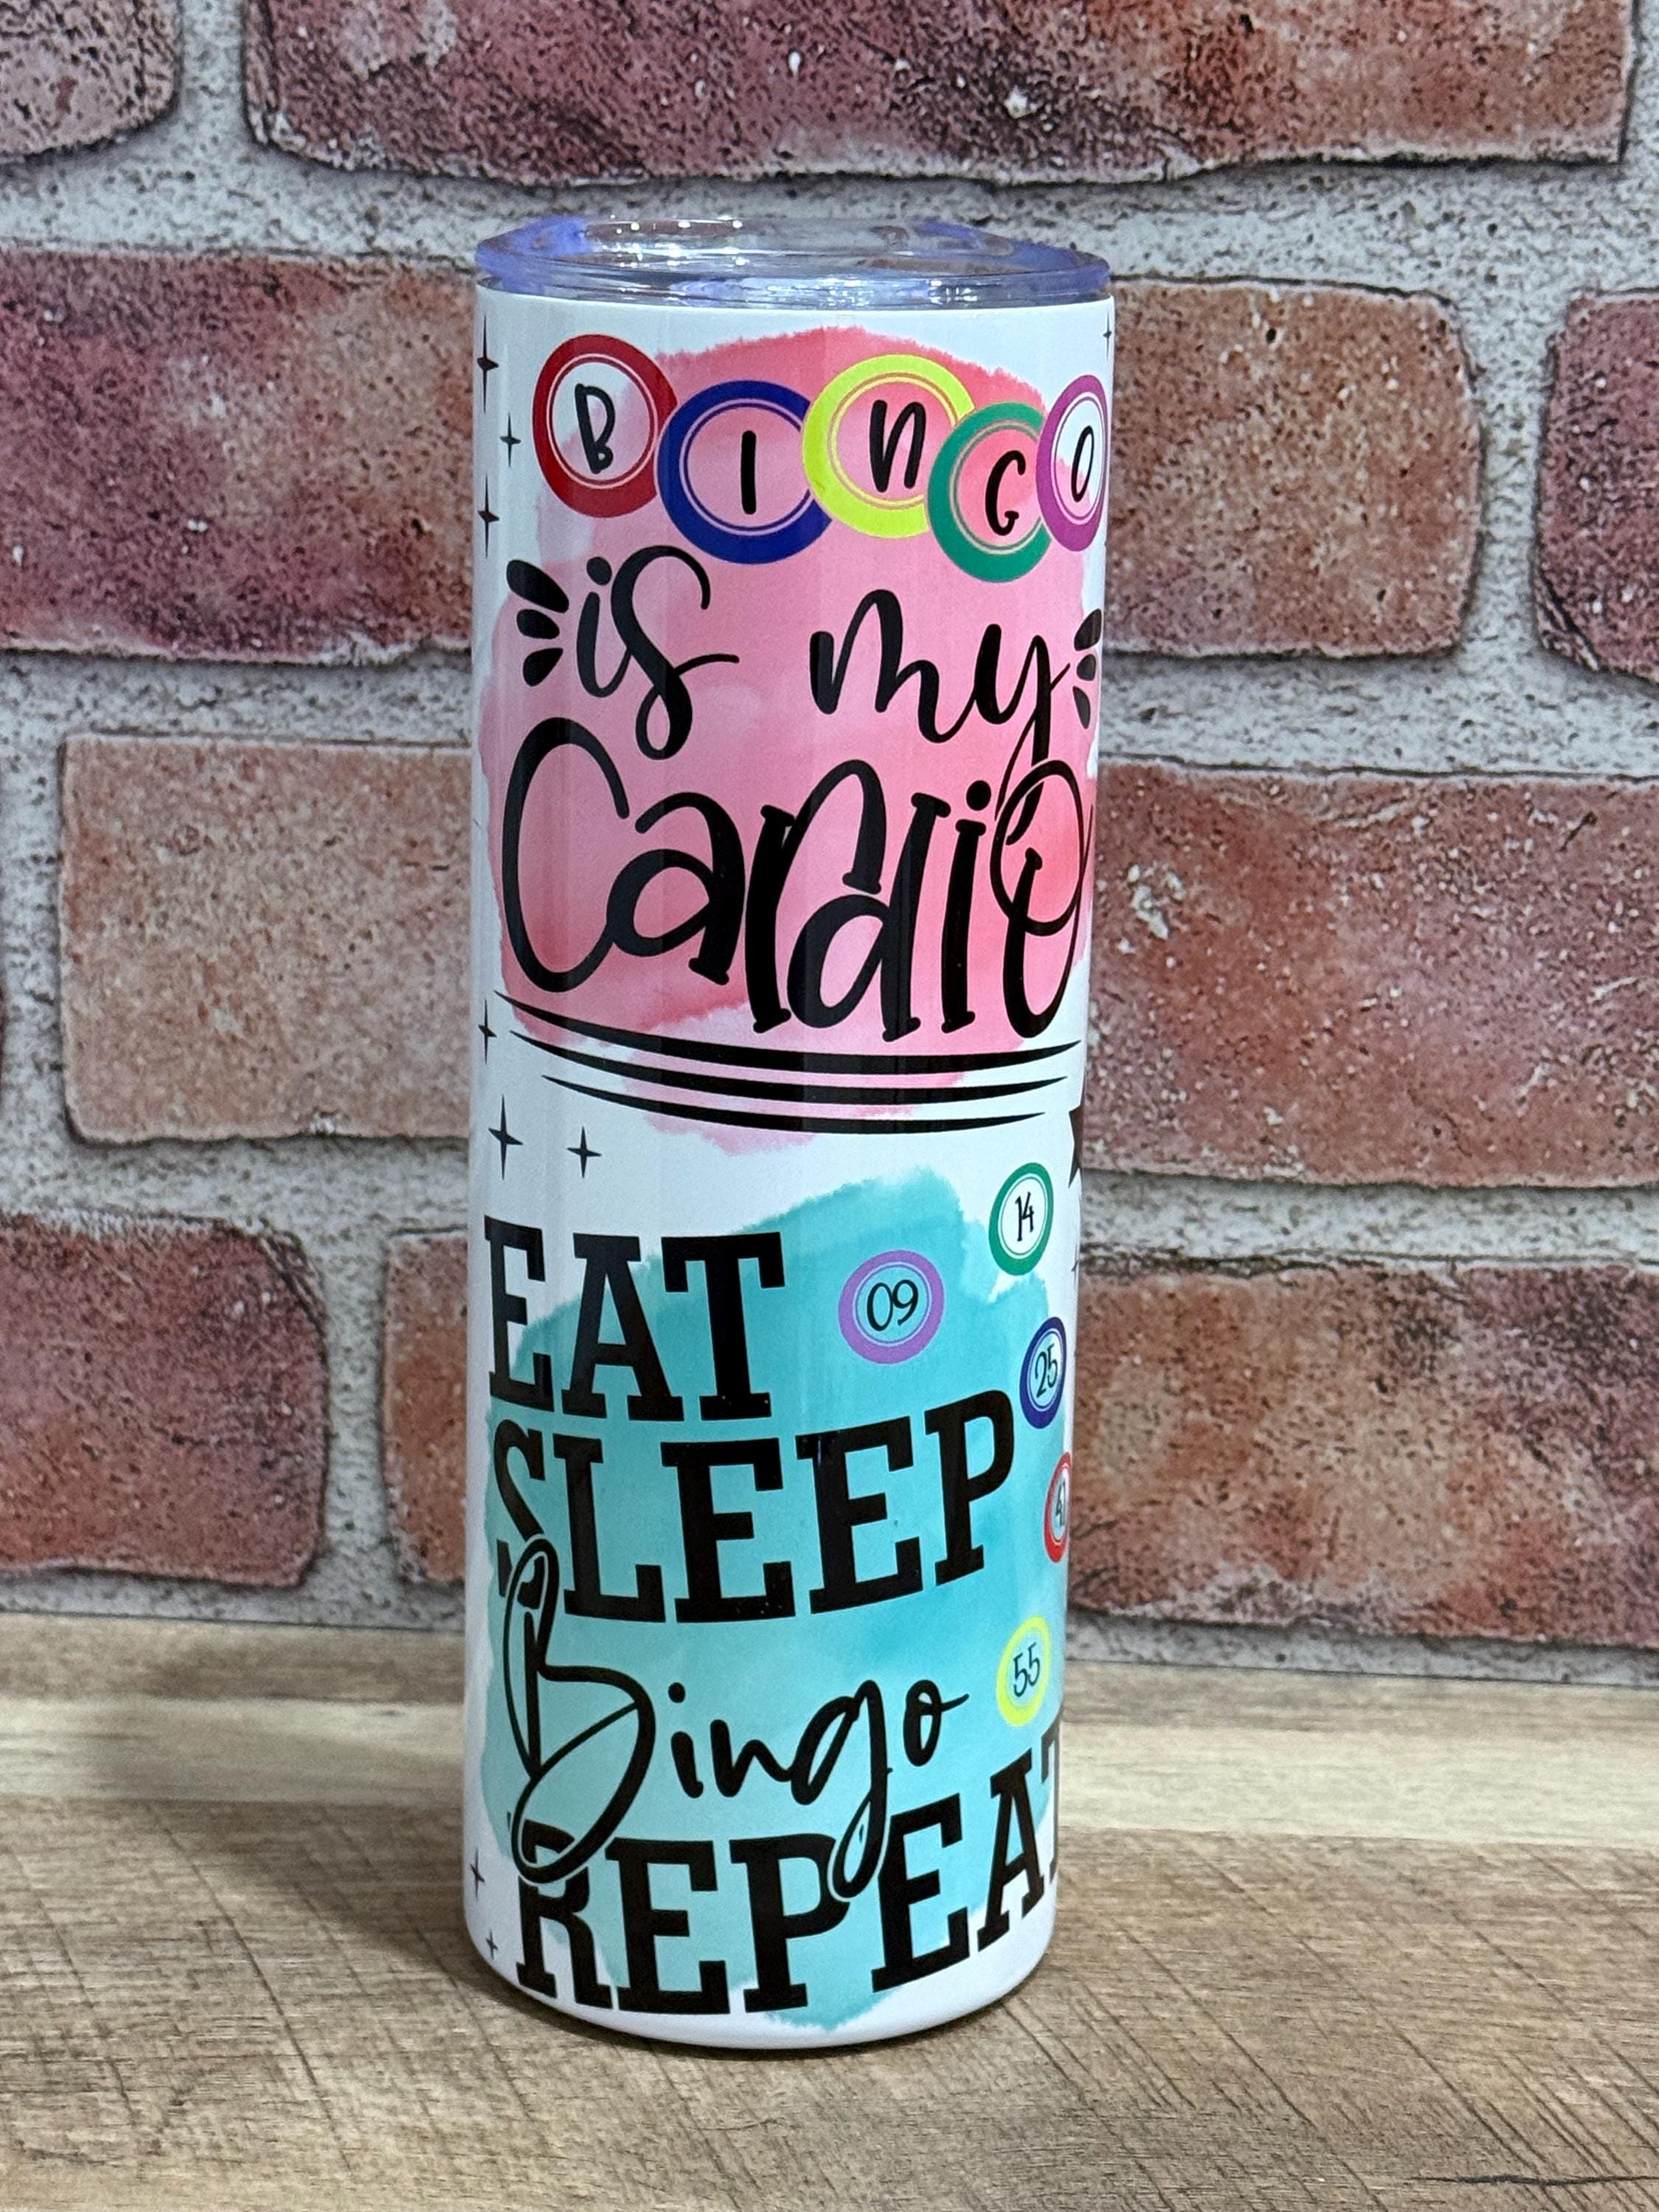 BINGO
is my
Cardio
14
EAT
09
25
SLEEP
Bingo
55
REPEAT